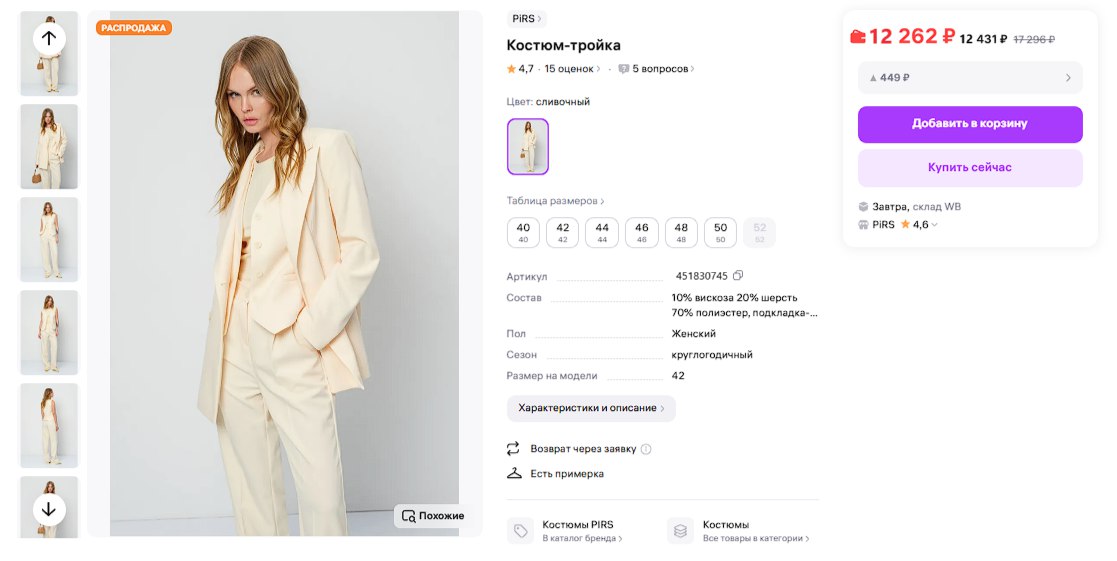 РАСПРОДАЖА
Похожие
PiRS
Костюм-тройка
4,7 · 15 оценок · 5 вопросов
Цвет: сливочный
Таблица размеров
40 42 44 46 48 50 52
40 42 44 46 48 50 52
Артикул 451830745
Состав 10% вискоза 20% шерсть
70% полиэстер, подкладка-...
Пол Женский
Сезон круглогодичный
Размер на модели 42
Характеристики и описание
Возврат через заявку
Есть примерка
Костюмы PIRS
В каталог бренда
Костюмы
Все товары в категории
12 262 ₽ 12 431 ₽ 17 296 ₽
449 ₽
Добавить в корзину
Купить сейчас
Завтра, склад WB
PiRS 4,6